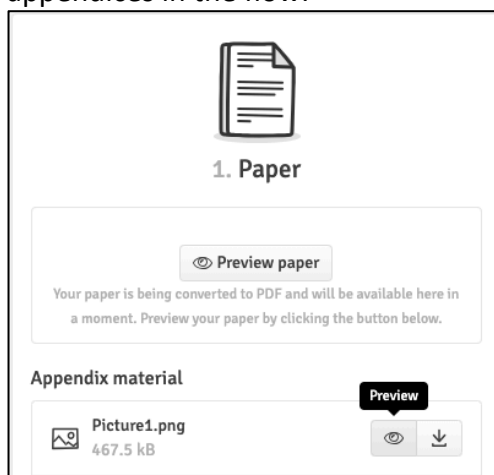 appendices in the flow.
1. Paper
Preview paper
Your paper is being converted to PDF and will be available here in
a moment. Preview your paper by clicking the button below.
Appendix material
Preview
Picture1.png
467.5 kB